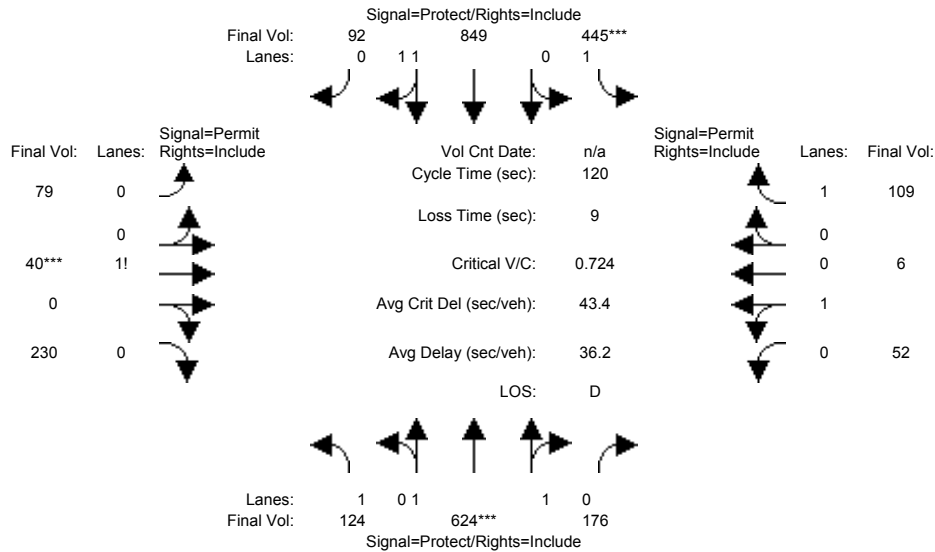 Signal=Protect/Rights=Include
Final Vol: 92 849 445***
Lanes: 0 1 1 0 1
Signal=Permit Signal=Permit
Final Vol: Lanes: Rights=Include Vol Cnt Date: n/a Rights=Include Lanes: Final Vol:
Cycle Time (sec): 120
79 0 1 109
Loss Time (sec): 9
0 0
40*** 1! Critical V/C: 0.724 0 6
0 Avg Crit Del (sec/veh): 43.4 1
230 0 Avg Delay (sec/veh): 36.2 0 52
LOS: D
Lanes: 1 0 1 1 0
Final Vol: 124 624*** 176
Signal=Protect/Rights=Include